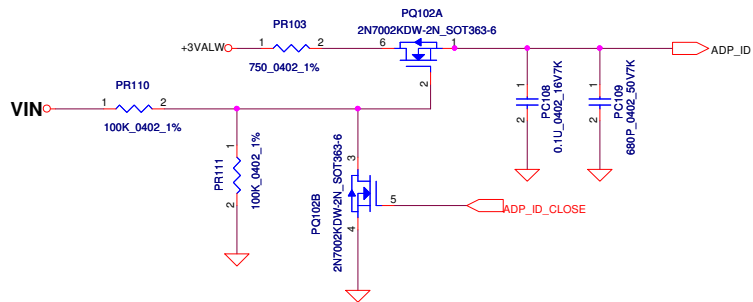 PQ102A
PR103
2N7002KDW-2N_SOT363-6
+3VALW
1
2
6
1
ADP_ID
750_0402_1%
2
PR110
VIN
1
2
100K_0402_1%
1
2
PC108
0.1U_0402_16V7K
1
2
PC109
680P_0402_50V7K
PR111
1
2
100K_0402_1%
PQ102B
2N7002KDW-2N_SOT363-6
3
4
5
ADP_ID_CLOSE